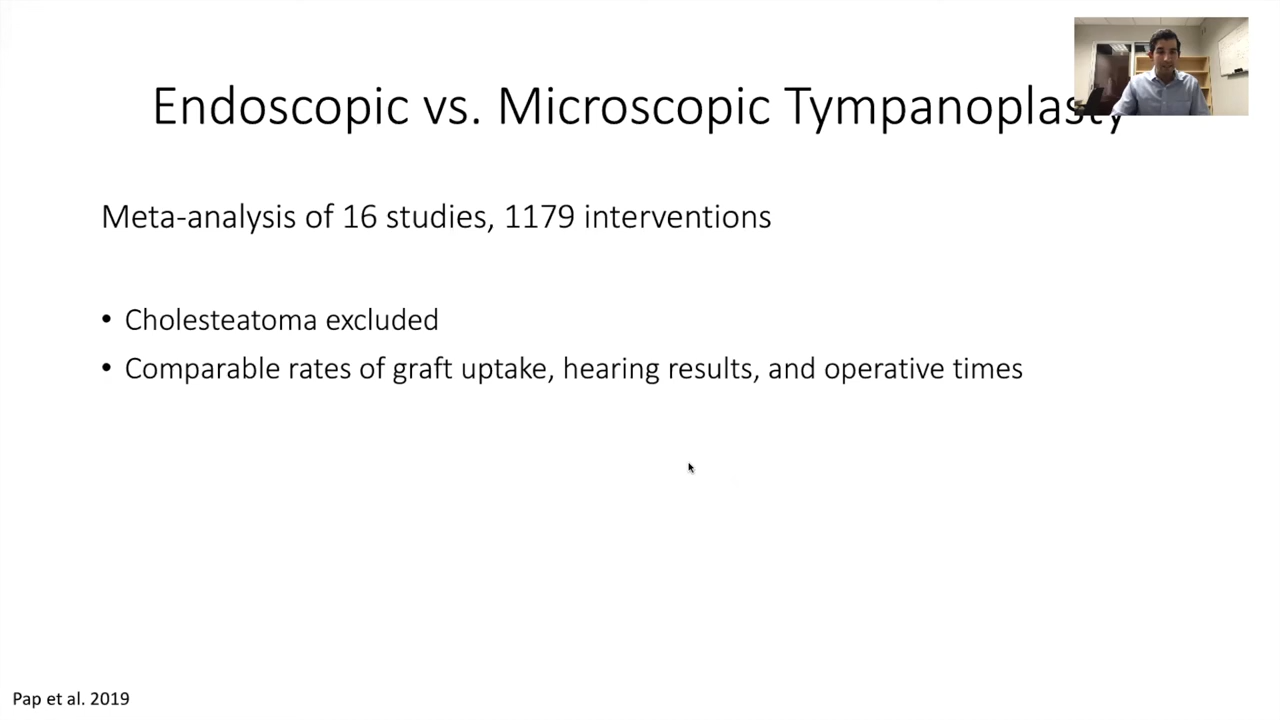 Endoscopic vs. Microscopic Tympanoplasty
Meta-analysis of 16 studies, 1179 interventions
• Cholesteatoma excluded
• Comparable rates of graft uptake, hearing results, and operative times
Pap et al. 2019